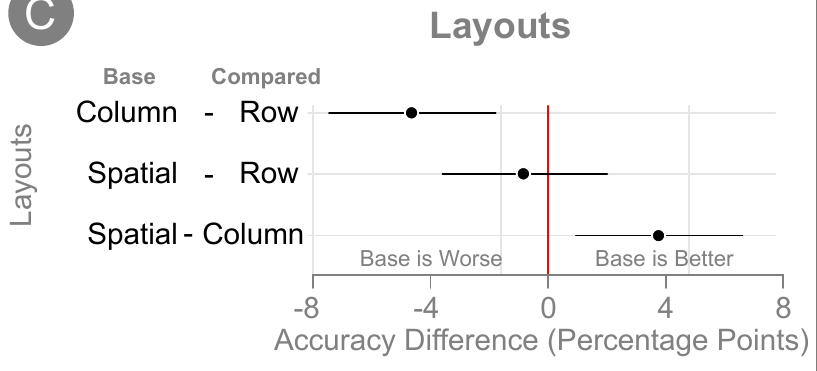 C
Layouts
Base Compared
Column - Row
Spatial - Row
Spatial - Column
Layouts
Base is Worse Base is Better
-8 -4 0 4 8
Accuracy Difference (Percentage Points)